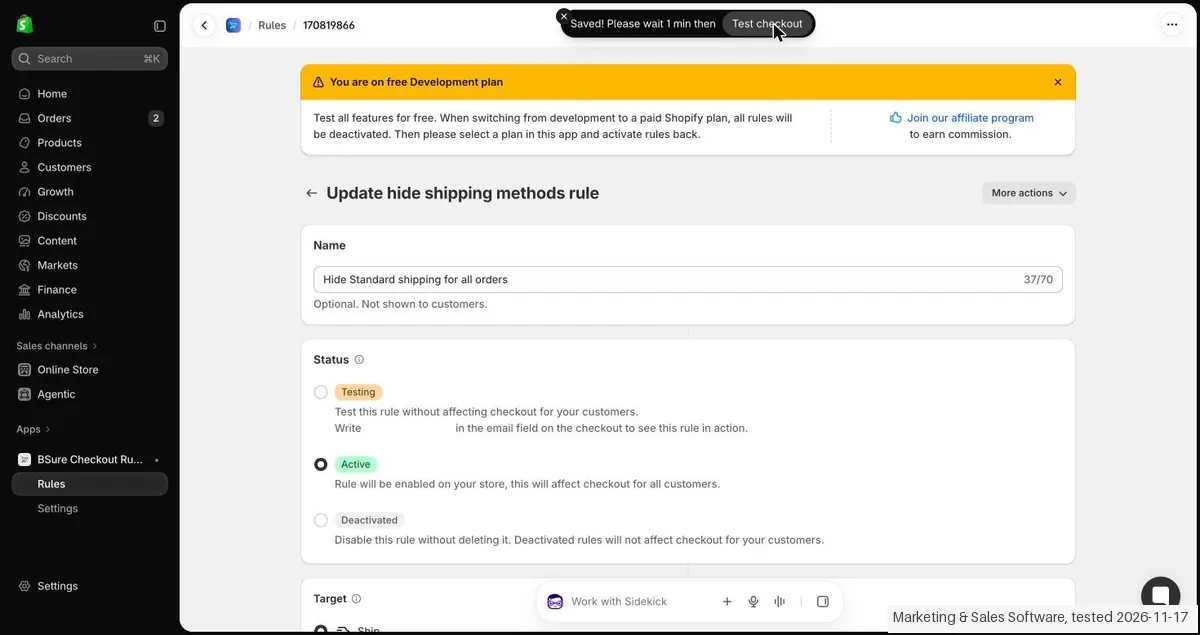 Search ⌘K
Home
Orders 2
Products
Customers
Growth
Discounts
Content
Markets
Finance
Analytics
Sales channels
Online Store
Agentic
Apps
BSure Checkout Ru...
Rules
Settings
Settings
/ Rules / 170819866
Saved! Please wait 1 min then Test checkout
You are on free Development plan
Test all features for free. When switching from development to a paid Shopify plan, all rules will
be deactivated. Then please select a plan in this app and activate rules back.
Join our affiliate program
to earn commission.
Update hide shipping methods rule
More actions
Name
Hide Standard shipping for all orders 37/70
Optional. Not shown to customers.
Status
Testing
Test this rule without affecting checkout for your customers.
Write in the email field on the checkout to see this rule in action.
Active
Rule will be enabled on your store, this will affect checkout for all customers.
Deactivated
Disable this rule without deleting it. Deactivated rules will not affect checkout for your customers.
Target
Ship
Work with Sidekick
Marketing & Sales Software, tested 2026-11-17